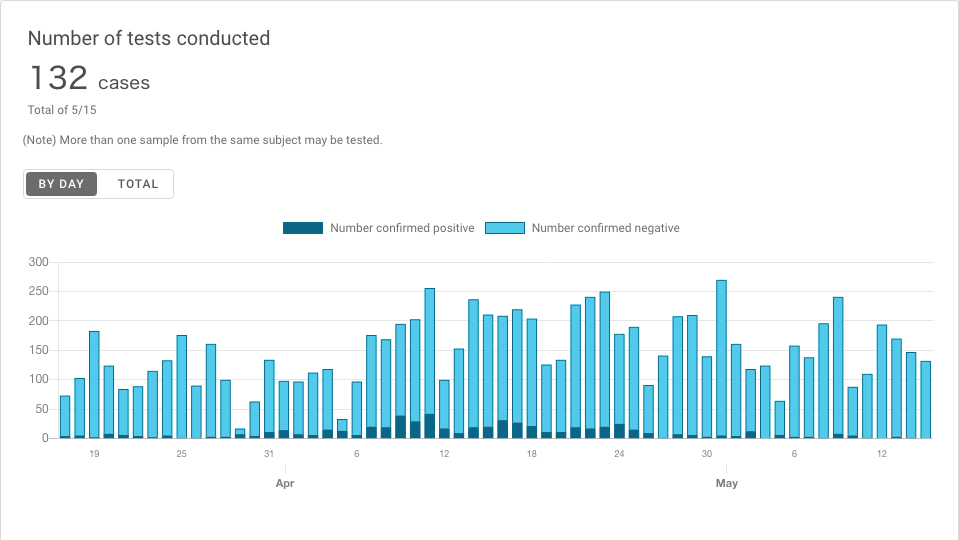 Number of tests conducted
132 cases
Total of 5/15
(Note) More than one sample from the same subject may be tested.
BY DAY TOTAL
Number confirmed positive Number confirmed negative
300
250
200
150
100
50
0
19 25 31 6 12 18 24 30 6 12
Apr May